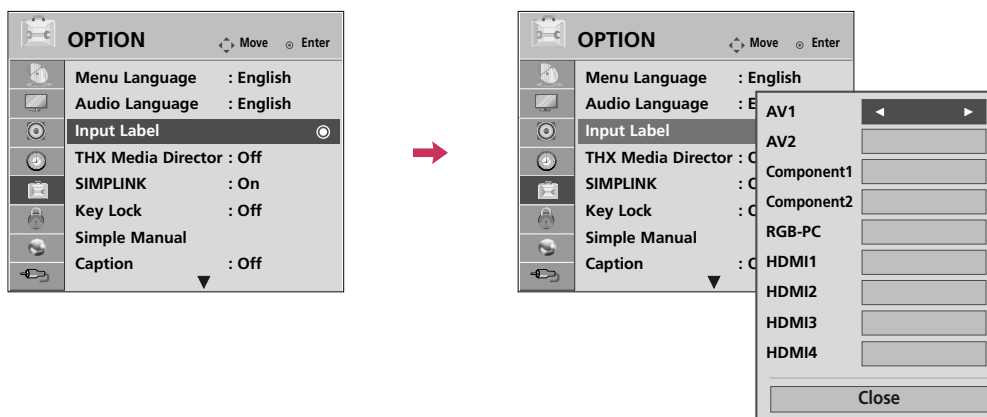 OPTION
Move
Enter
Menu Language : English
Audio Language : English
Input Label
THX Media Director : Off
SIMPLINK : On
Key Lock : Off
Simple Manual
Caption : Off
OPTION
Move
Enter
Menu Language : English
Audio Language : E
Input Label
THX Media Director :
SIMPLINK :
Key Lock :
Simple Manual
Caption :
AV1
AV2
Component1
Component2
RGB-PC
HDMI1
HDMI2
HDMI3
HDMI4
Close